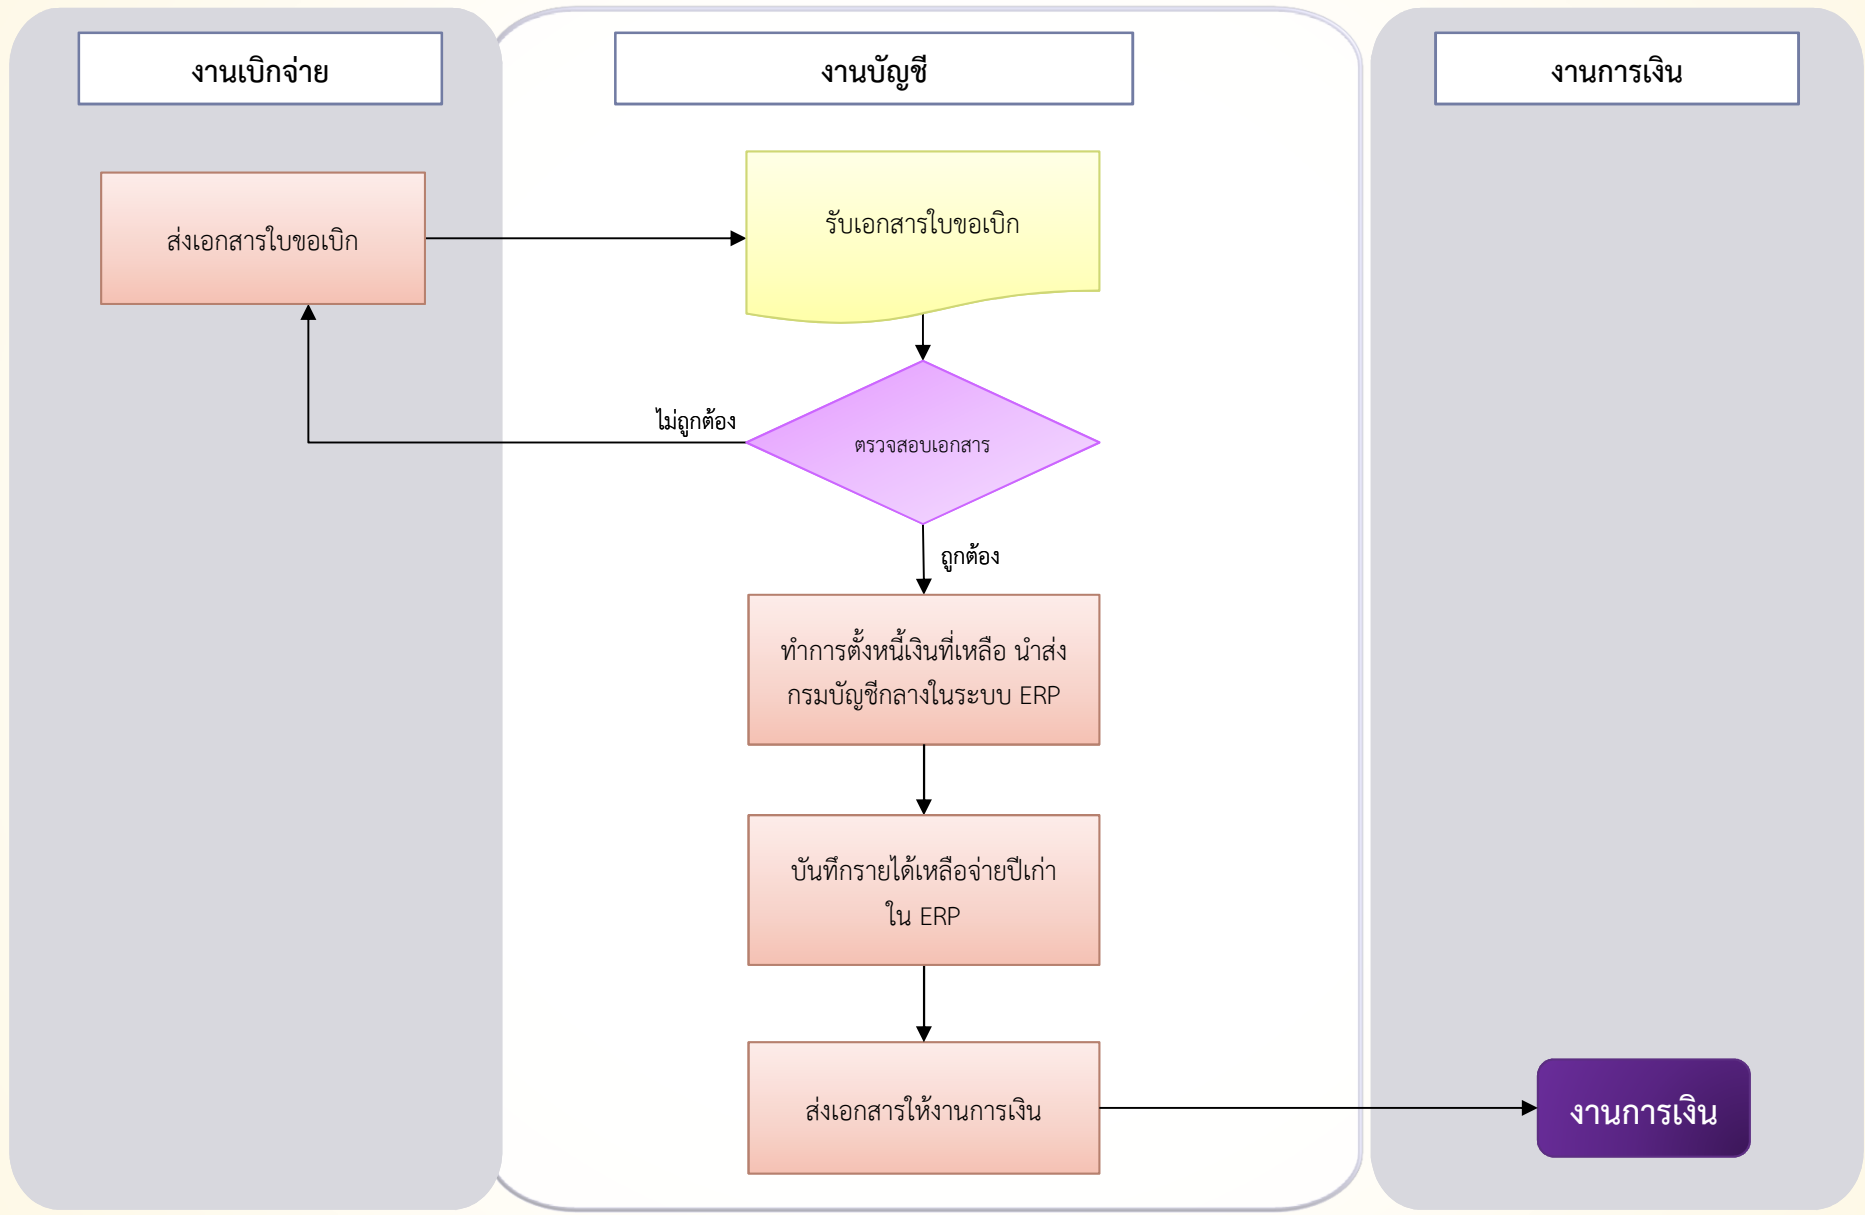 งานเบิกจ่าย
งานบัญชี
งานการเงิน
ส่งเอกสารใบขอเบิก
รับเอกสารใบขอเบิก
ไม่ถูกต้อง
ตรวจสอบเอกสาร
ถูกต้อง
ทำการตั้งหนี้เงินที่เหลือ นำส่ง
กรมบัญชีกลางในระบบ ERP
บันทึกรายได้เหลือจ่ายปีเก่า
ใน ERP
ส่งเอกสารให้งานการเงิน
งานการเงิน